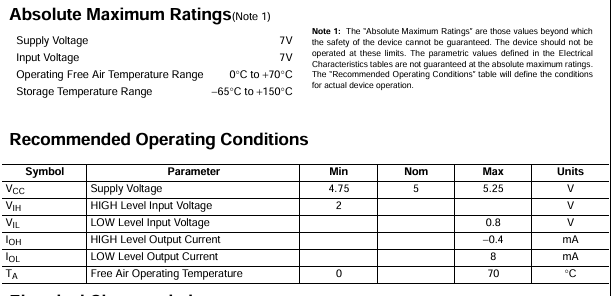 Absolute Maximum Ratings(Note 1)
Supply Voltage 7V
Input Voltage 7V
Operating Free Air Temperature Range 0°C to +70°C
Storage Temperature Range −65°C to +150°C
Note 1: The "Absolute Maximum Ratings" are those values beyond which
the safety of the device cannot be guaranteed. The device should not be
operated at these limits. The parametric values defined in the Electrical
Characteristics tables are not guaranteed at the absolute maximum ratings.
The "Recommended Operating Conditions" table will define the conditions
for actual device operation.
Recommended Operating Conditions
Symbol Parameter Min Nom Max Units
VCC Supply Voltage 4.75 5 5.25 V
VIH HIGH Level Input Voltage 2 V
VIL LOW Level Input Voltage 0.8 V
IOH HIGH Level Output Current −0.4 mA
IOL LOW Level Output Current 8 mA
TA Free Air Operating Temperature 0 70 °C